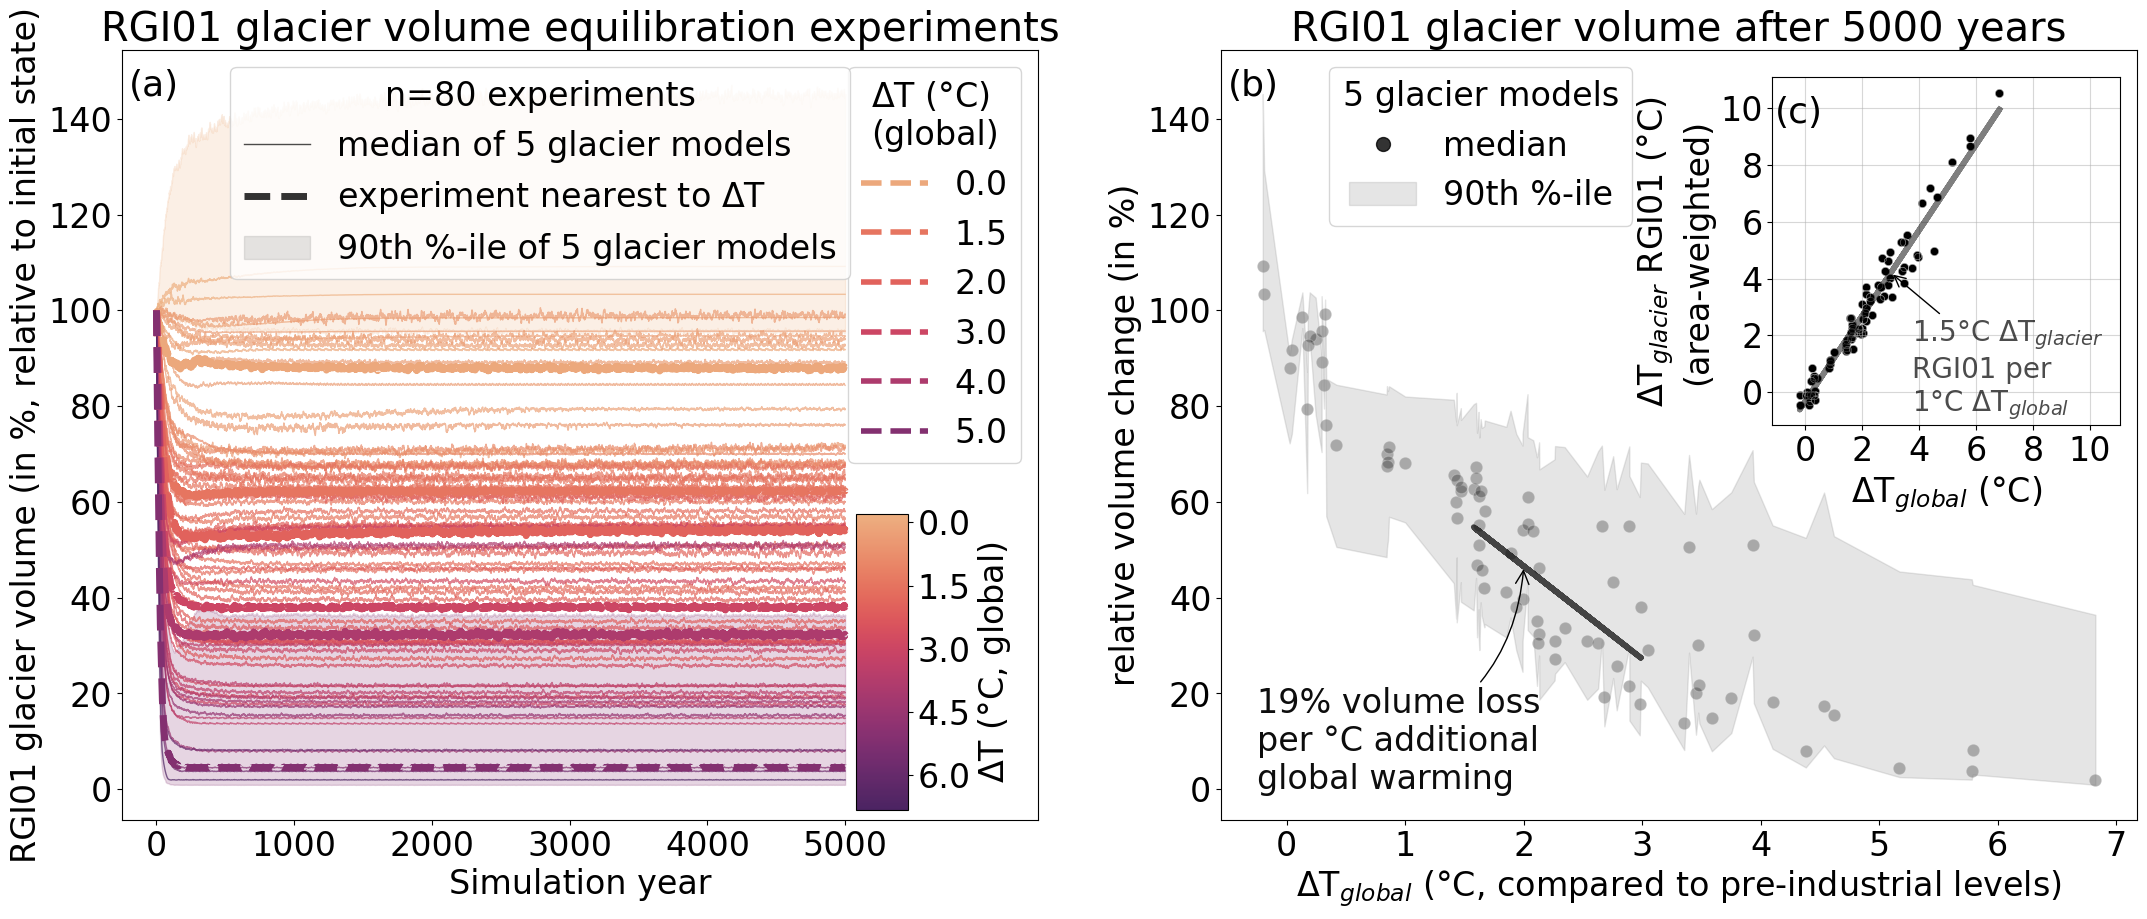 RGI01 glacier volume equilibration experiments
RGI01 glacier volume (in %, relative to initial state)
(a)
n=80 experiments
median of 5 glacier models
experiment nearest to ΔT
90th %-ile of 5 glacier models
ΔT (°C)
(global)
0.0
1.5
2.0
3.0
4.0
5.0
140
120
100
80
60
40
20
0
0
1000
2000
3000
4000
5000
Simulation year
0.0
1.5
3.0
4.5
6.0
ΔT (°C, global)
RGI01 glacier volume after 5000 years
relative volume change (in %)
(b)
5 glacier models
median
90th %-ile
140
120
100
80
60
40
20
0
19% volume loss
per °C additional
global warming
0
1
2
3
4
5
6
7
ΔTglobal (°C, compared to pre-industrial levels)
ΔTglacier RGI01 (°C)
(area-weighted)
(c)
10
8
6
4
2
0
1.5°C ΔTglacier
RGI01 per
1°C ΔTglobal
0
2
4
6
8
10
ΔTglobal (°C)